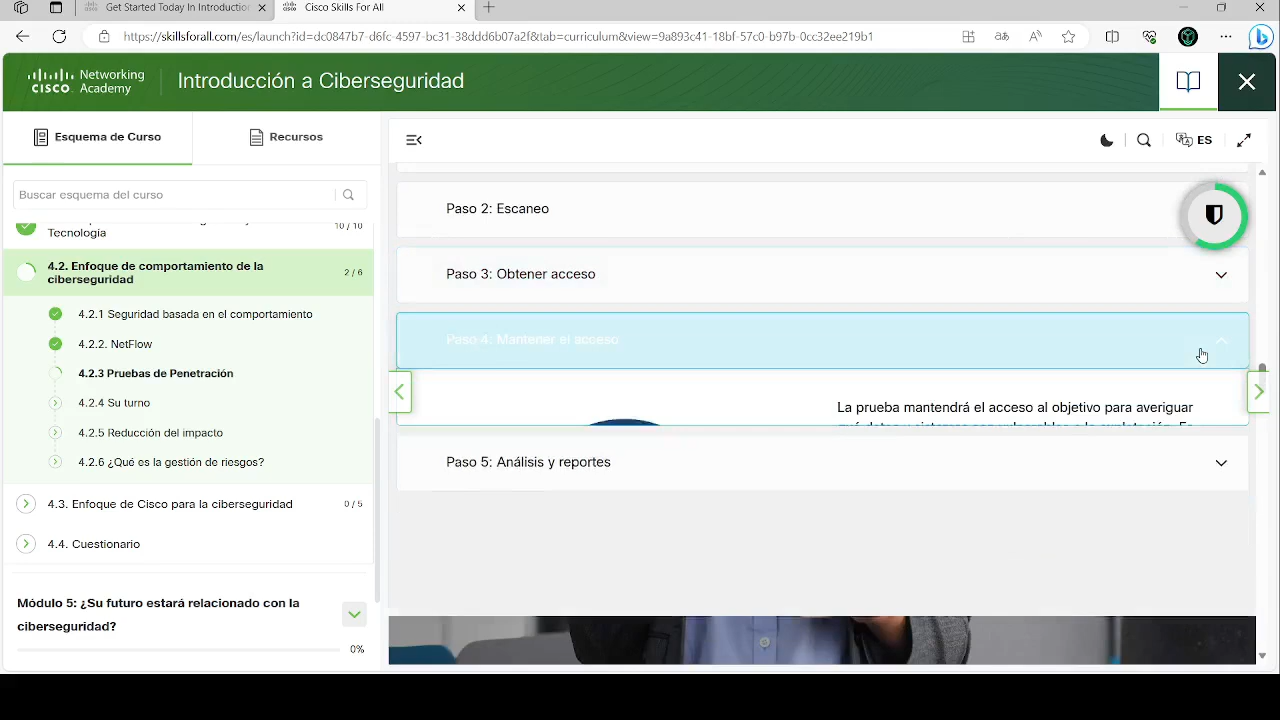 Get Started Today In Introduction
Cisco Skills For All
https://skillsforall.com/es/launch?id=dc0847b7-d6fc-4597-bc31-38ddd6b07a2f&tab=curriculum&view=9a893c41-18bf-57c0-b97b-0cc32ee219b1
CISCO
Networking
Academy
Introducción a Ciberseguridad
Esquema de Curso
Recursos
ES
Buscar esquema del curso
Tecnología
10 / 10
4.2. Enfoque de comportamiento de la
ciberseguridad
2 / 6
4.2.1 Seguridad basada en el comportamiento
4.2.2. NetFlow
4.2.3 Pruebas de Penetración
4.2.4 Su turno
4.2.5 Reducción del impacto
4.2.6 ¿Qué es la gestión de riesgos?
4.3. Enfoque de Cisco para la ciberseguridad
0 / 5
4.4. Cuestionario
Módulo 5: ¿Su futuro estará relacionado con la
ciberseguridad?
0%
Paso 2: Escaneo
Paso 3: Obtener acceso
Paso 4: Mantener el acceso
La prueba mantendrá el acceso al objetivo para averiguar
Paso 5: Análisis y reportes